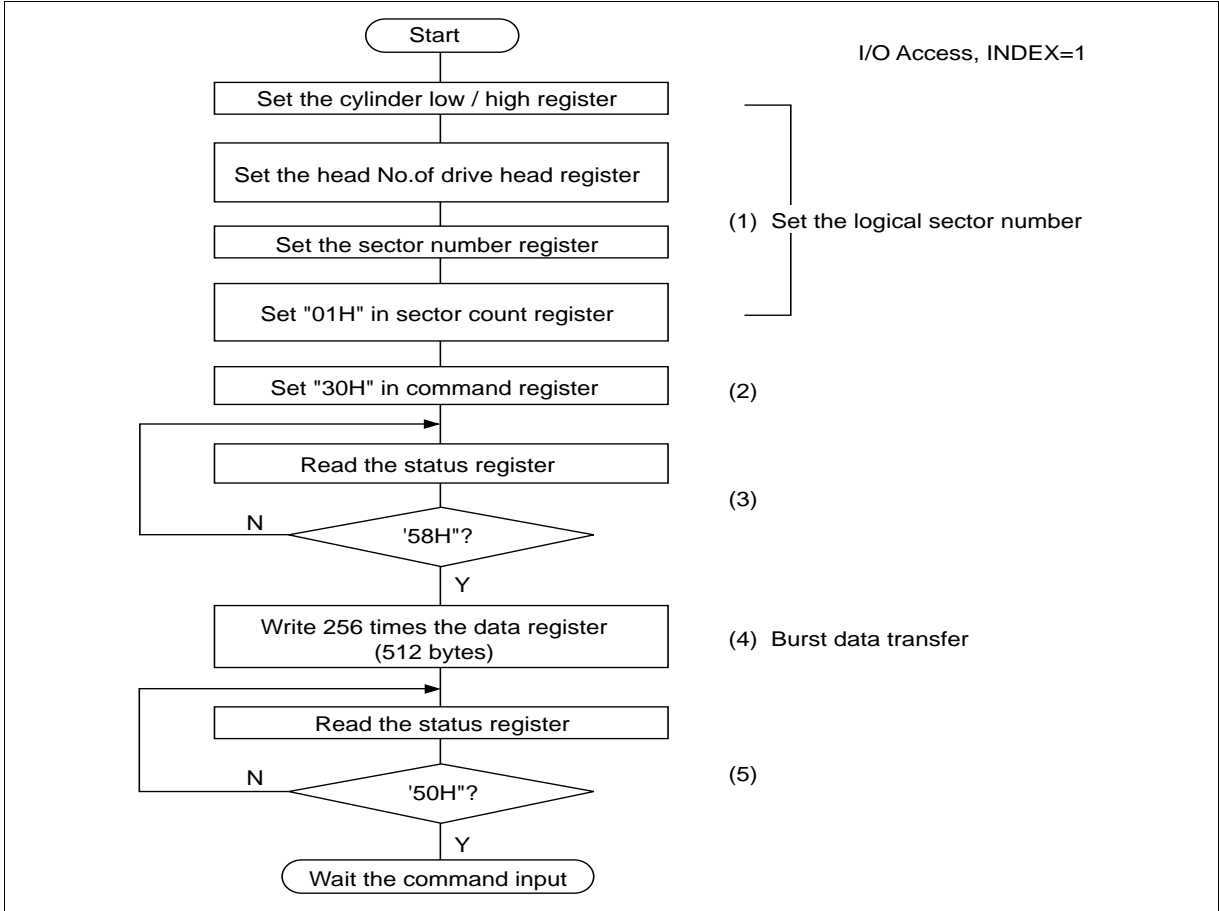 Start
I/O Access, INDEX=1
Set the cylinder low / high register
Set the head No.of drive head register
(1) Set the logical sector number
Set the sector number register
Set "01H" in sector count register
Set "30H" in command register
(2)
Read the status register
(3)
N
'58H"?
Y
Write 256 times the data register
(512 bytes)
(4) Burst data transfer
Read the status register
N
'50H"?
(5)
Y
Wait the command input